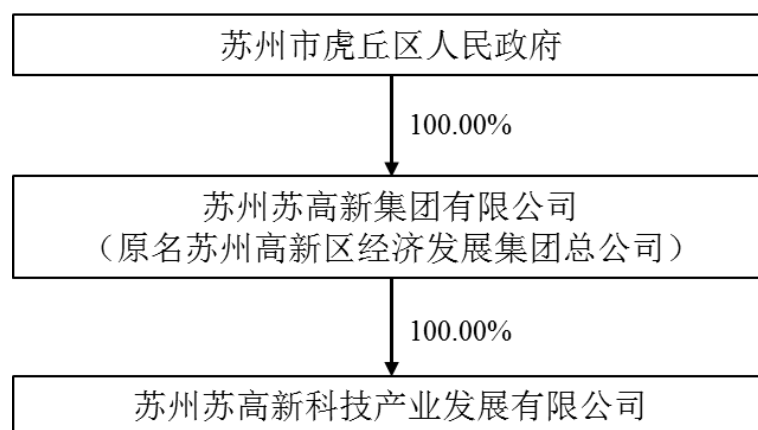 苏州市虎丘区人民政府
100.00%
苏州苏高新集团有限公司
（原名苏州高新区经济发展集团总公司）
100.00%
苏州苏高新科技产业发展有限公司